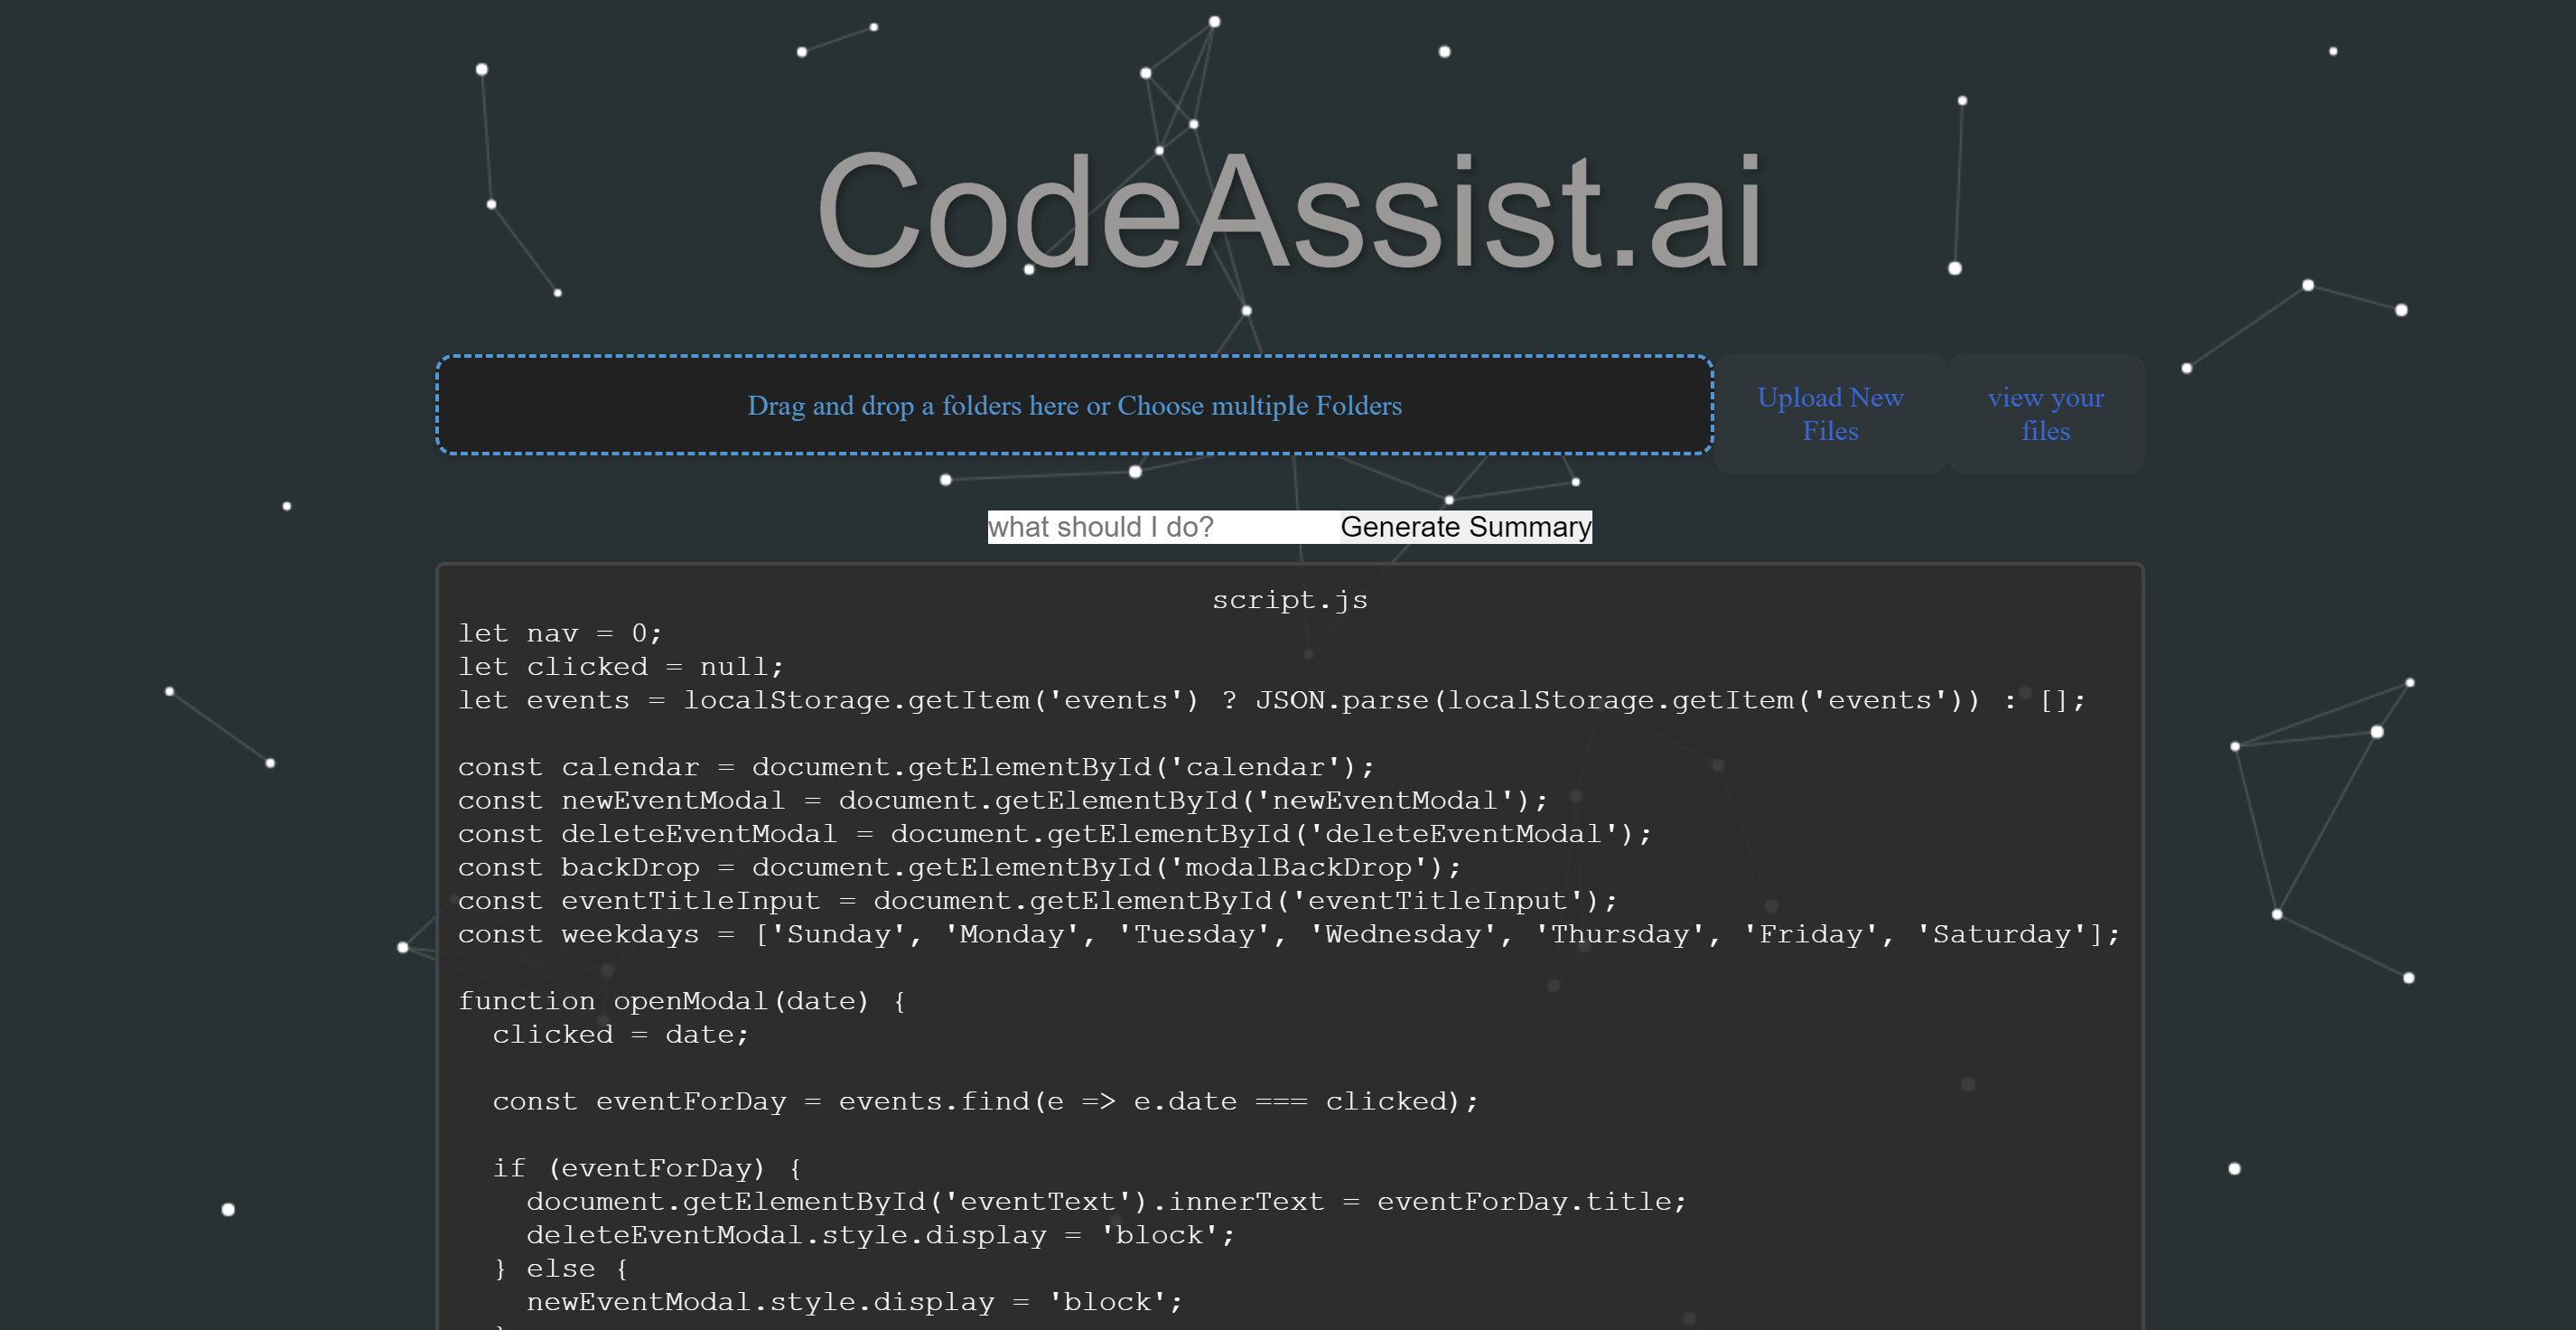 CodeAssist.ai
Drag and drop a folders here or Choose multiple Folders
Upload New
Files
view your
files
what should I do?
Generate Summary
script.js
let nav = 0;
let clicked = null;
let events = localStorage.getItem('events') ? JSON.parse(localStorage.getItem('events')) : [];
const calendar = document.getElementById('calendar');
const newEventModal = document.getElementById('newEventModal');
const deleteEventModal = document.getElementById('deleteEventModal');
const backDrop = document.getElementById('modalBackDrop');
const eventTitleInput = document.getElementById('eventTitleInput');
const weekdays = ['Sunday', 'Monday', 'Tuesday', 'Wednesday', 'Thursday', 'Friday', 'Saturday'];
function openModal(date) {
  clicked = date;
  const eventForDay = events.find(e => e.date === clicked);
  if (eventForDay) {
    document.getElementById('eventText').innerText = eventForDay.title;
    deleteEventModal.style.display = 'block';
  } else {
    newEventModal.style.display = 'block';